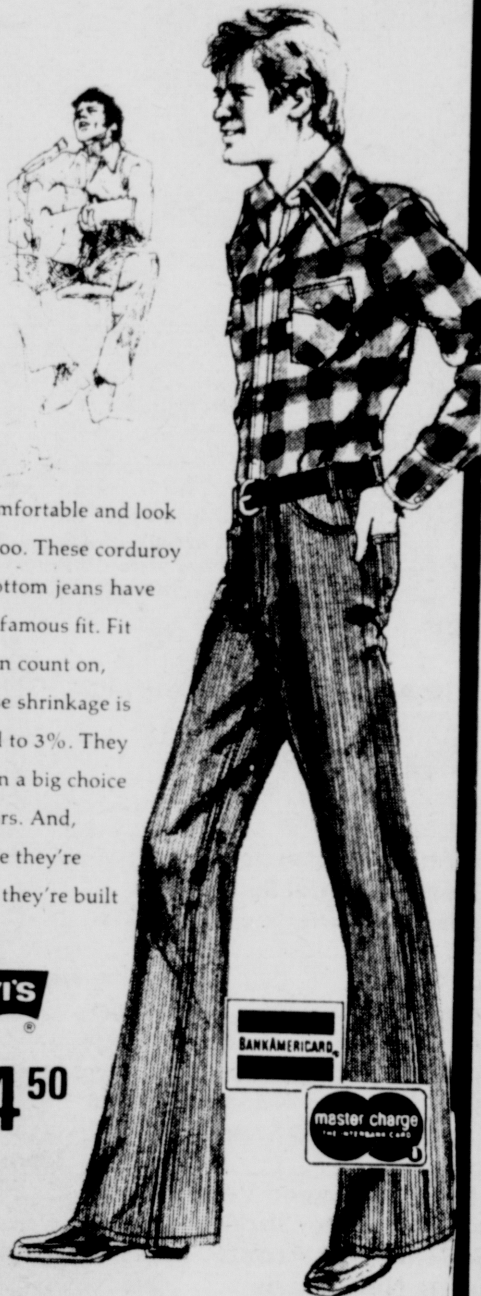 mfortable and look
oo. These corduroy
ottom jeans have
famous fit. Fit
n count on,
e shrinkage is
l to 3%. They
n a big choice
rs. And,
e they're
they're built
VI'S
®
4 50
BANKAMERICARD®
master charge
THE INTERBANK CARD